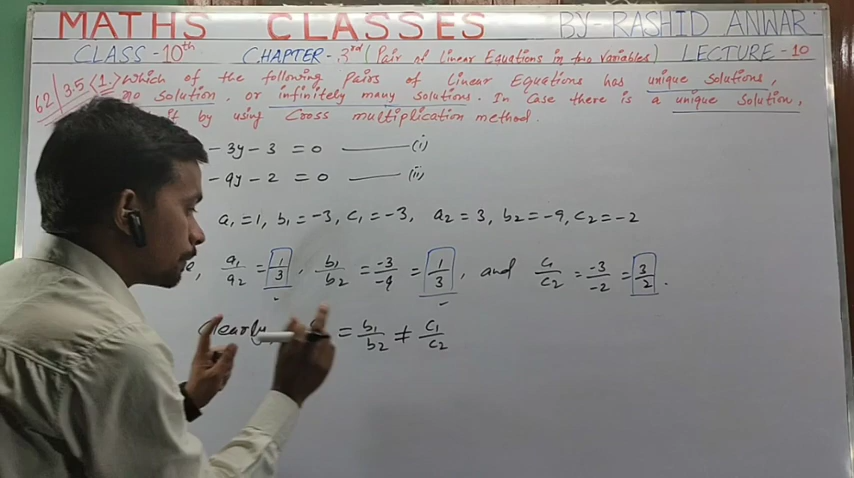 MATHS CLASSES BY-RASHID ANWAR
CLASS-10th CHAPTER-3rd (Pair of Linear Equations in two Variables) LECTURE-10
62 3.5 <1.> Which of the following Pairs of Linear Equations has unique solutions,
no solution, or infinitely many solutions. In Case there is a unique solution,
it by using Cross multiplication method.
- 3y - 3 = 0 —— (i)
- 9y - 2 = 0 —— (ii)
a1 = 1, b1 = -3, c1 = -3, a2 = 3, b2 = -9, c2 = -2
a1/a2 = 1/3, b1/b2 = -3/-9 = 1/3, and c1/c2 = -3/-2 = 3/2.
Clearly = b1/b2 ≠ c1/c2